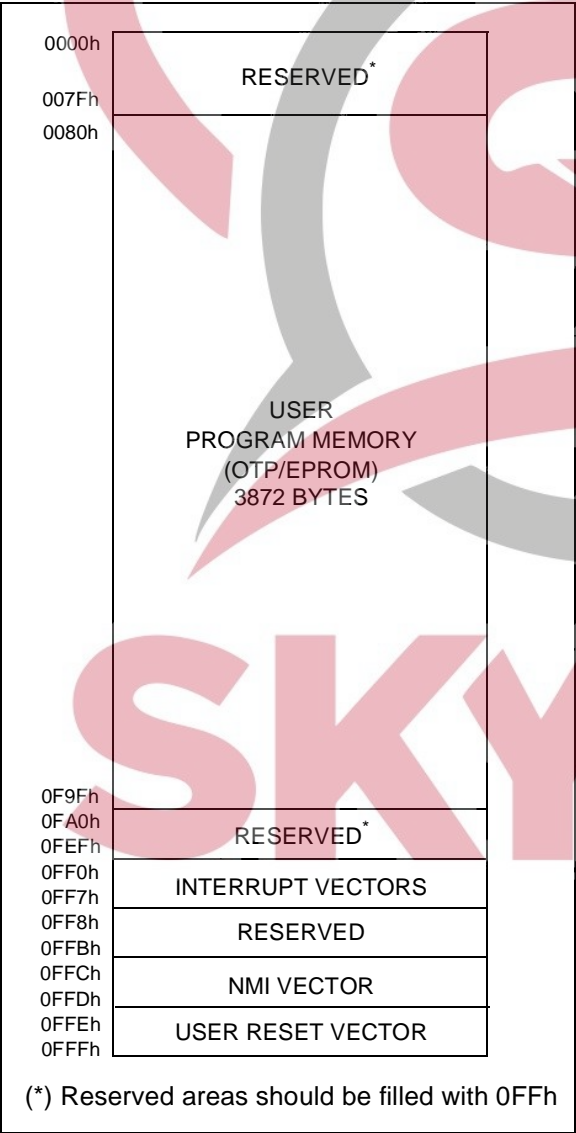 0000h
RESERVED*
007Fh
0080h
USER
PROGRAM MEMORY
(OTP/EPROM)
3872 BYTES
0F9Fh
0FA0h
RESERVED*
0FEFh
0FF0h
INTERRUPT VECTORS
0FF7h
0FF8h
RESERVED
0FFBh
0FFCh
NMI VECTOR
0FFDh
0FFEh
USER RESET VECTOR
0FFFh
(*) Reserved areas should be filled with 0FFh
SKY